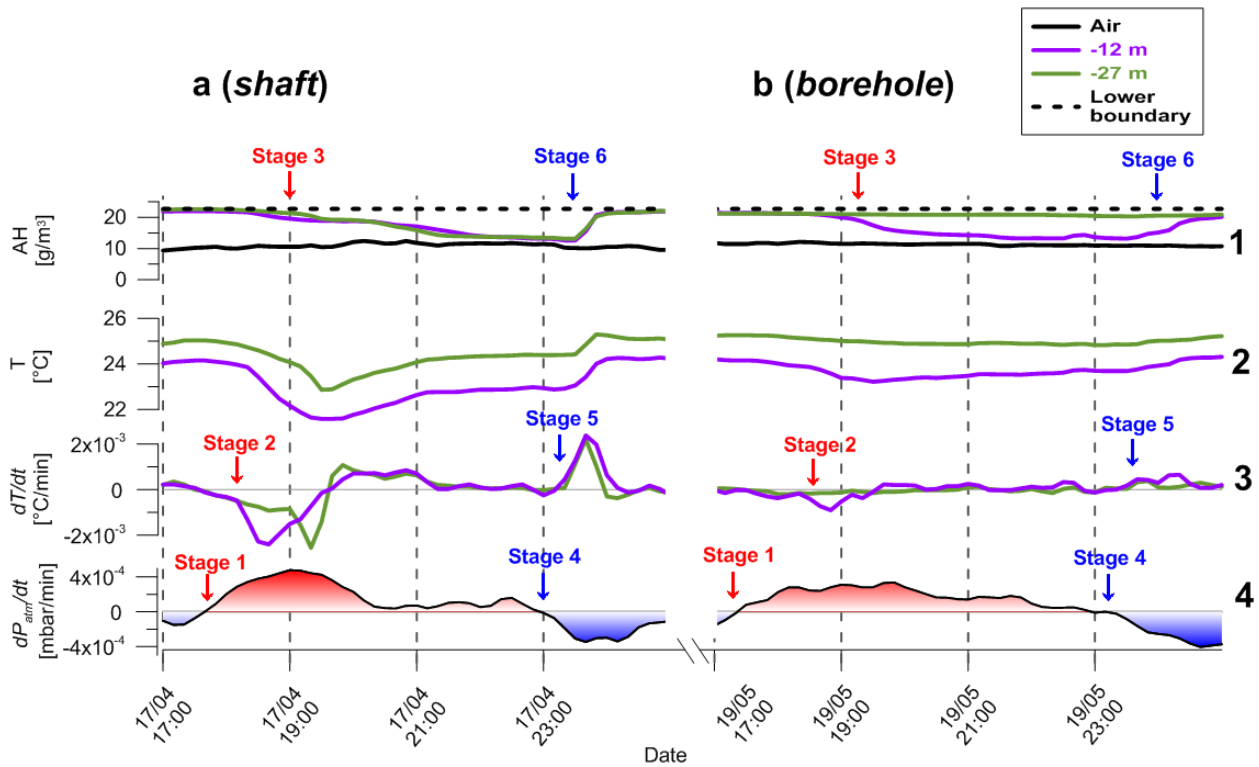 Air
-12 m
-27 m
Lower
boundary
a (shaft)
b (borehole)
Stage 3
Stage 6
Stage 3
Stage 6
AH
[g/m³]
20
10
0
1
T
[°C]
26
24
22
2
Stage 2
Stage 5
Stage 2
Stage 5
dT/dt
[°C/min]
2x10⁻³
0
-2x10⁻³
3
Stage 1
Stage 4
Stage 1
Stage 4
dPatm/dt
[mbar/min]
4x10⁻⁴
0
-4x10⁻⁴
4
17/04
17:00
17/04
19:00
17/04
21:00
17/04
23:00
19/05
17:00
19/05
19:00
19/05
21:00
19/05
23:00
Date